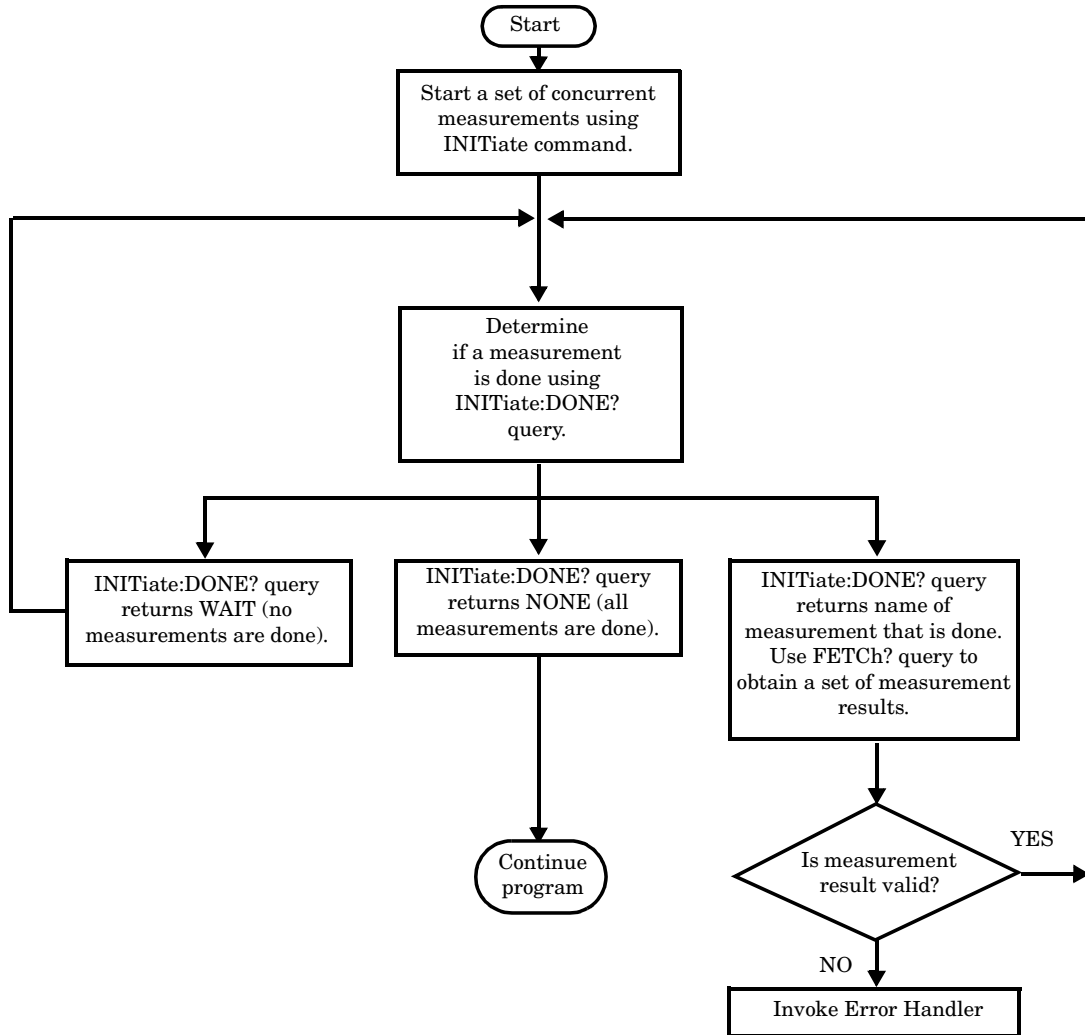 Start
Start a set of concurrent
measurements using
INITiate command.
Determine
if a measurement
is done using
INITiate:DONE?
query.
INITiate:DONE? query
returns WAIT (no
measurements are done).
INITiate:DONE? query
returns NONE (all
measurements are done).
INITiate:DONE? query
returns name of
measurement that is done.
Use FETCh? query to
obtain a set of measurement
results.
Continue
program
Is measurement
result valid?
YES
NO
Invoke Error Handler